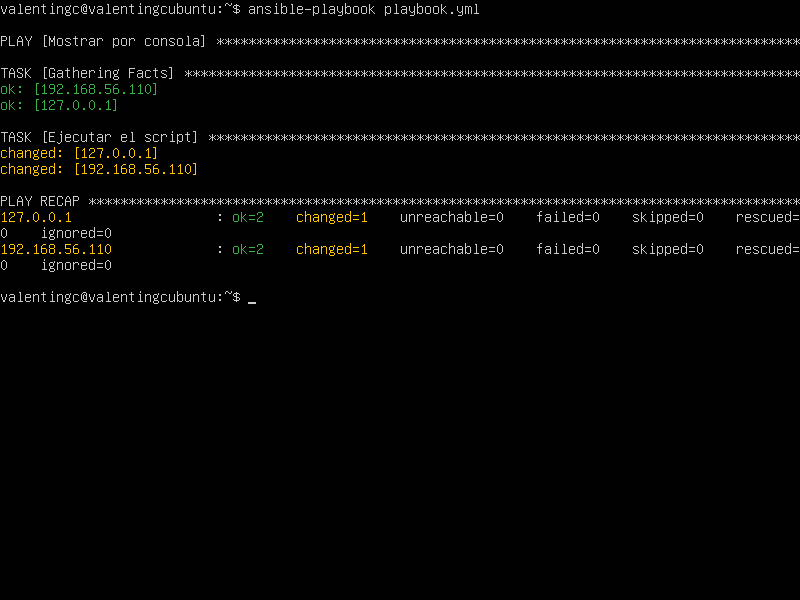 valentingc@valentingcubuntu:~$ ansible-playbook playbook.yml
PLAY [Mostrar por consola] *************************************************************************
TASK [Gathering Facts] *****************************************************************************
ok: [192.168.56.110]
ok: [127.0.0.1]
TASK [Ejecutar el script] **************************************************************************
changed: [127.0.0.1]
changed: [192.168.56.110]
PLAY RECAP *****************************************************************************************
127.0.0.1                  : ok=2    changed=1    unreachable=0    failed=0    skipped=0    rescued=
0    ignored=0
192.168.56.110             : ok=2    changed=1    unreachable=0    failed=0    skipped=0    rescued=
0    ignored=0
valentingc@valentingcubuntu:~$ _